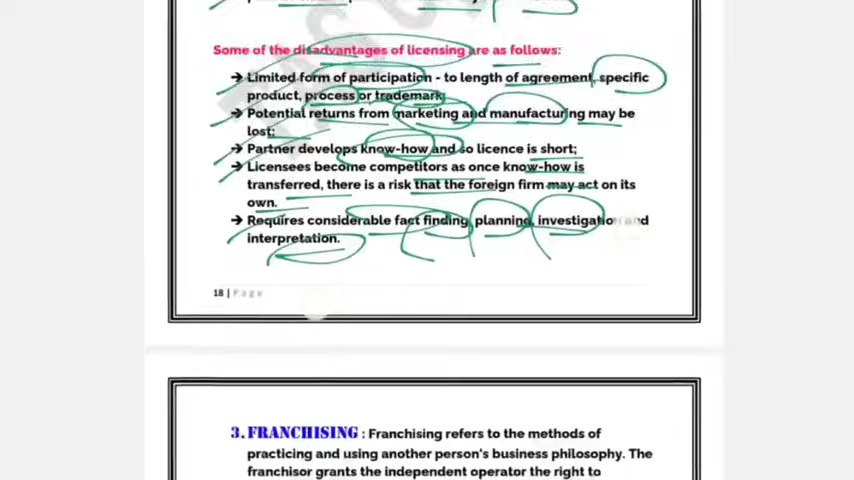 Some of the disadvantages of licensing are as follows:
→ Limited form of participation - to length of agreement, specific
product, process or trademark;
→ Potential returns from marketing and manufacturing may be
lost;
→ Partner develops know-how and so licence is short;
→ Licensees become competitors as once know-how is
transferred, there is a risk that the foreign firm may act on its
own.
→ Requires considerable fact finding, planning, investigation and
interpretation.
18 | Page
3. FRANCHISING : Franchising refers to the methods of
practicing and using another person's business philosophy. The
franchisor grants the independent operator the right to